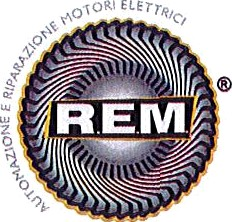 AUTOMAZIONE E RIPARAZIONE MOTORI ELETTRICI
R.E.M
®